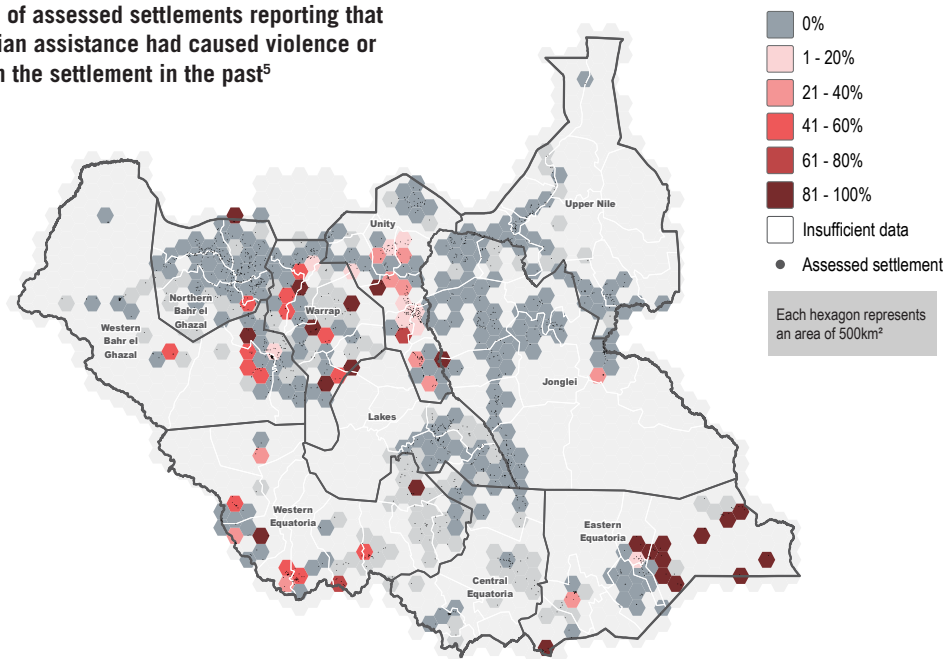 of assessed settlements reporting that
ian assistance had caused violence or
n the settlement in the past5
0%
1 - 20%
21 - 40%
41 - 60%
61 - 80%
81 - 100%
Insufficient data
Assessed settlement
Each hexagon represents
an area of 500km²
Upper Nile
Unity
Northern
Bahr el
Ghazal
Warrap
Western
Bahr el
Ghazal
Jonglei
Lakes
Western
Equatoria
Eastern
Equatoria
Central
Equatoria